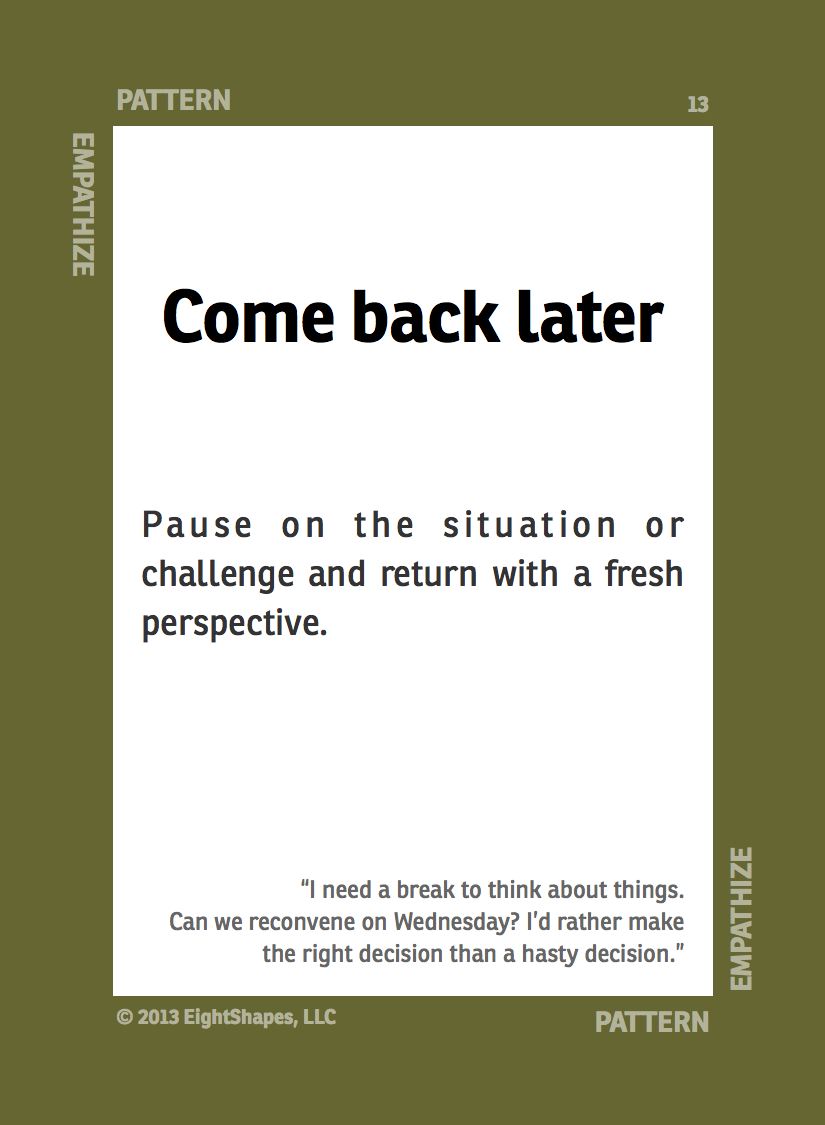 PATTERN
13
EMPATHIZE
Come back later
Pause on the situation or
challenge and return with a fresh
perspective.
“I need a break to think about things.
Can we reconvene on Wednesday? I’d rather make
the right decision than a hasty decision.”
EMPATHIZE
© 2013 EightShapes, LLC
PATTERN